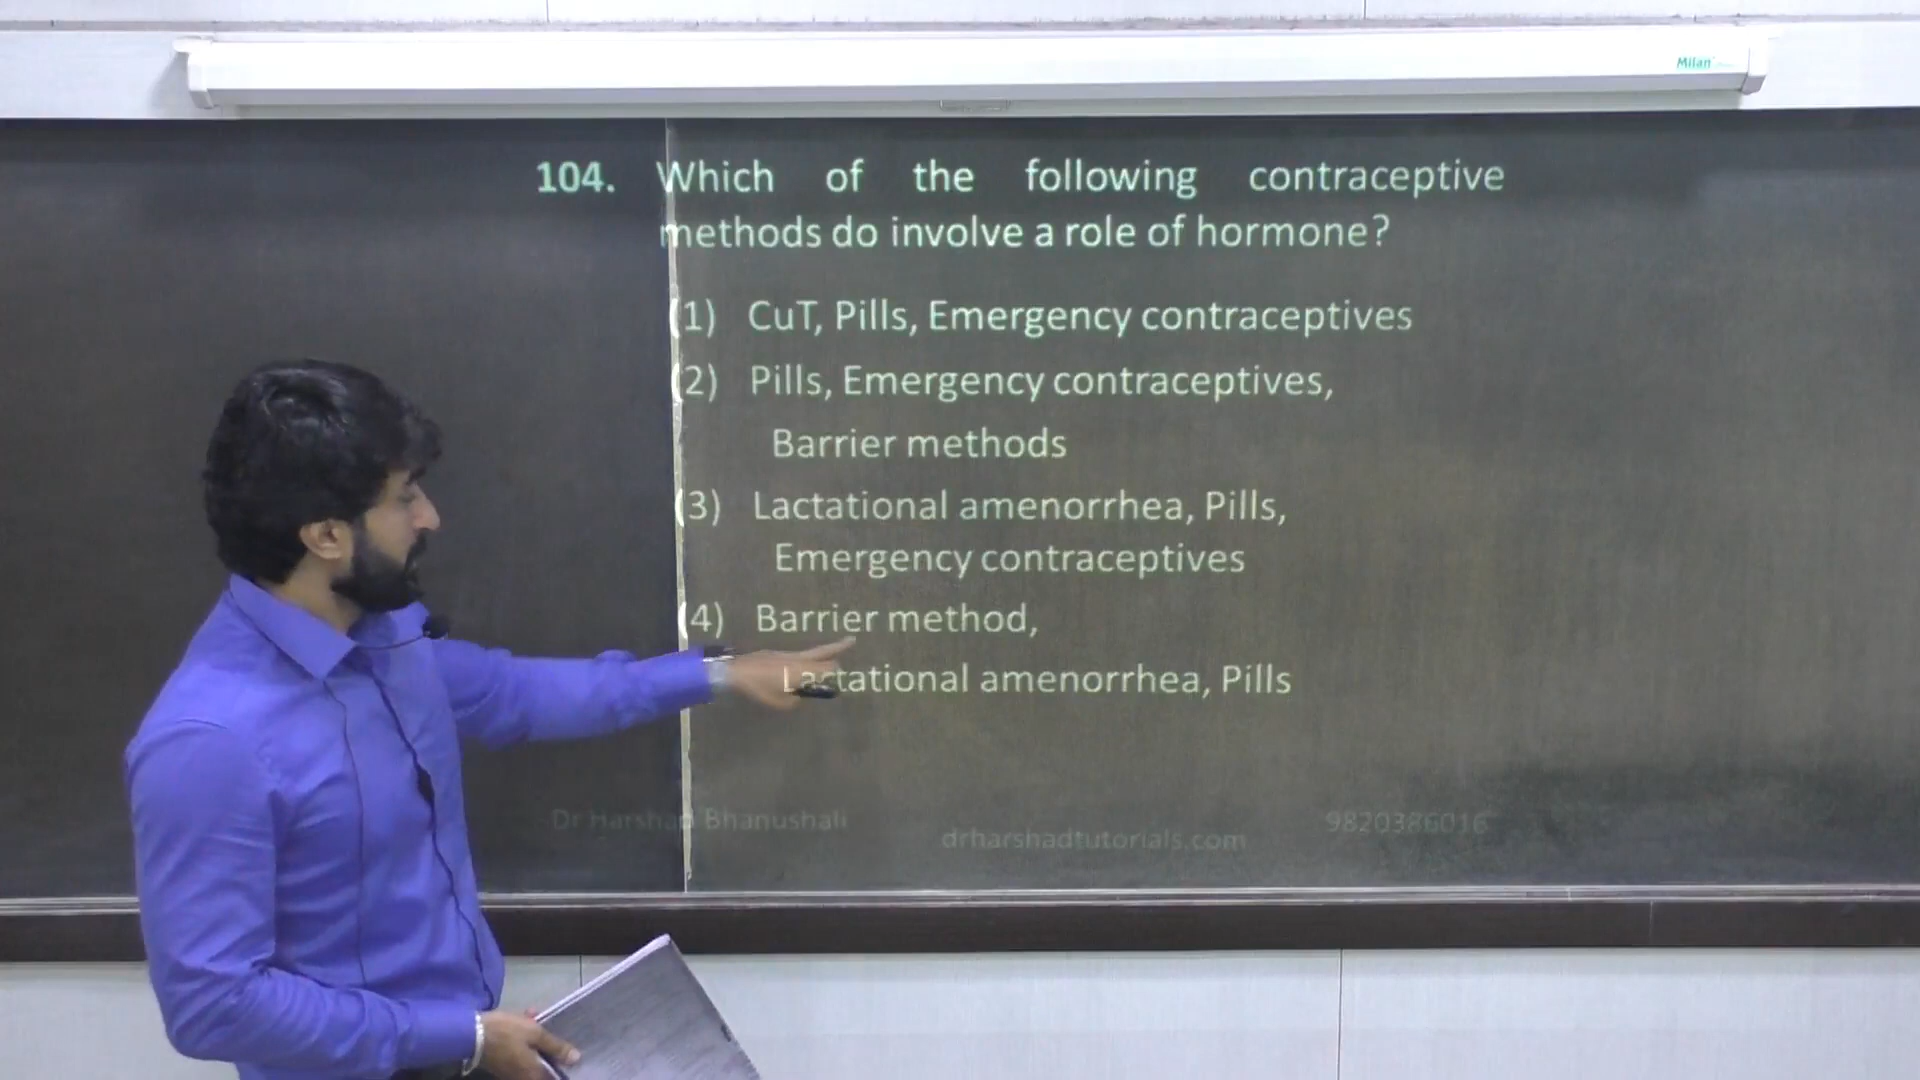 Milan
104. Which of the following contraceptive
methods do involve a role of hormone?
(1) CuT, Pills, Emergency contraceptives
(2) Pills, Emergency contraceptives,
Barrier methods
(3) Lactational amenorrhea, Pills,
Emergency contraceptives
(4) Barrier method,
Lactational amenorrhea, Pills
Dr Harshad Bhanushali drharshadtutorials.com 9820386016